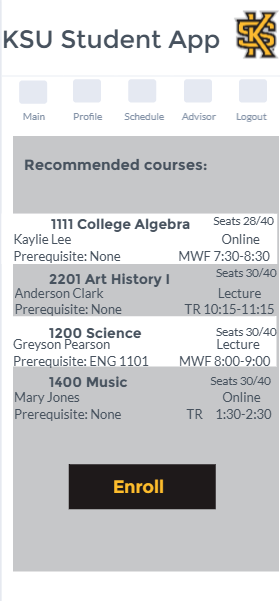 KSU Student App
KS
Main Profile Schedule Advisor Logout
Recommended courses:
1111 College Algebra Seats 28/40
Kaylie Lee Online
Prerequisite: None MWF 7:30-8:30
2201 Art History I Seats 30/40
Anderson Clark Lecture
Prerequisite: None TR 10:15-11:15
1200 Science Seats 30/40
Greyson Pearson Lecture
Prerequisite: ENG 1101 MWF 8:00-9:00
1400 Music Seats 30/40
Mary Jones Online
Prerequisite: None TR 1:30-2:30
Enroll